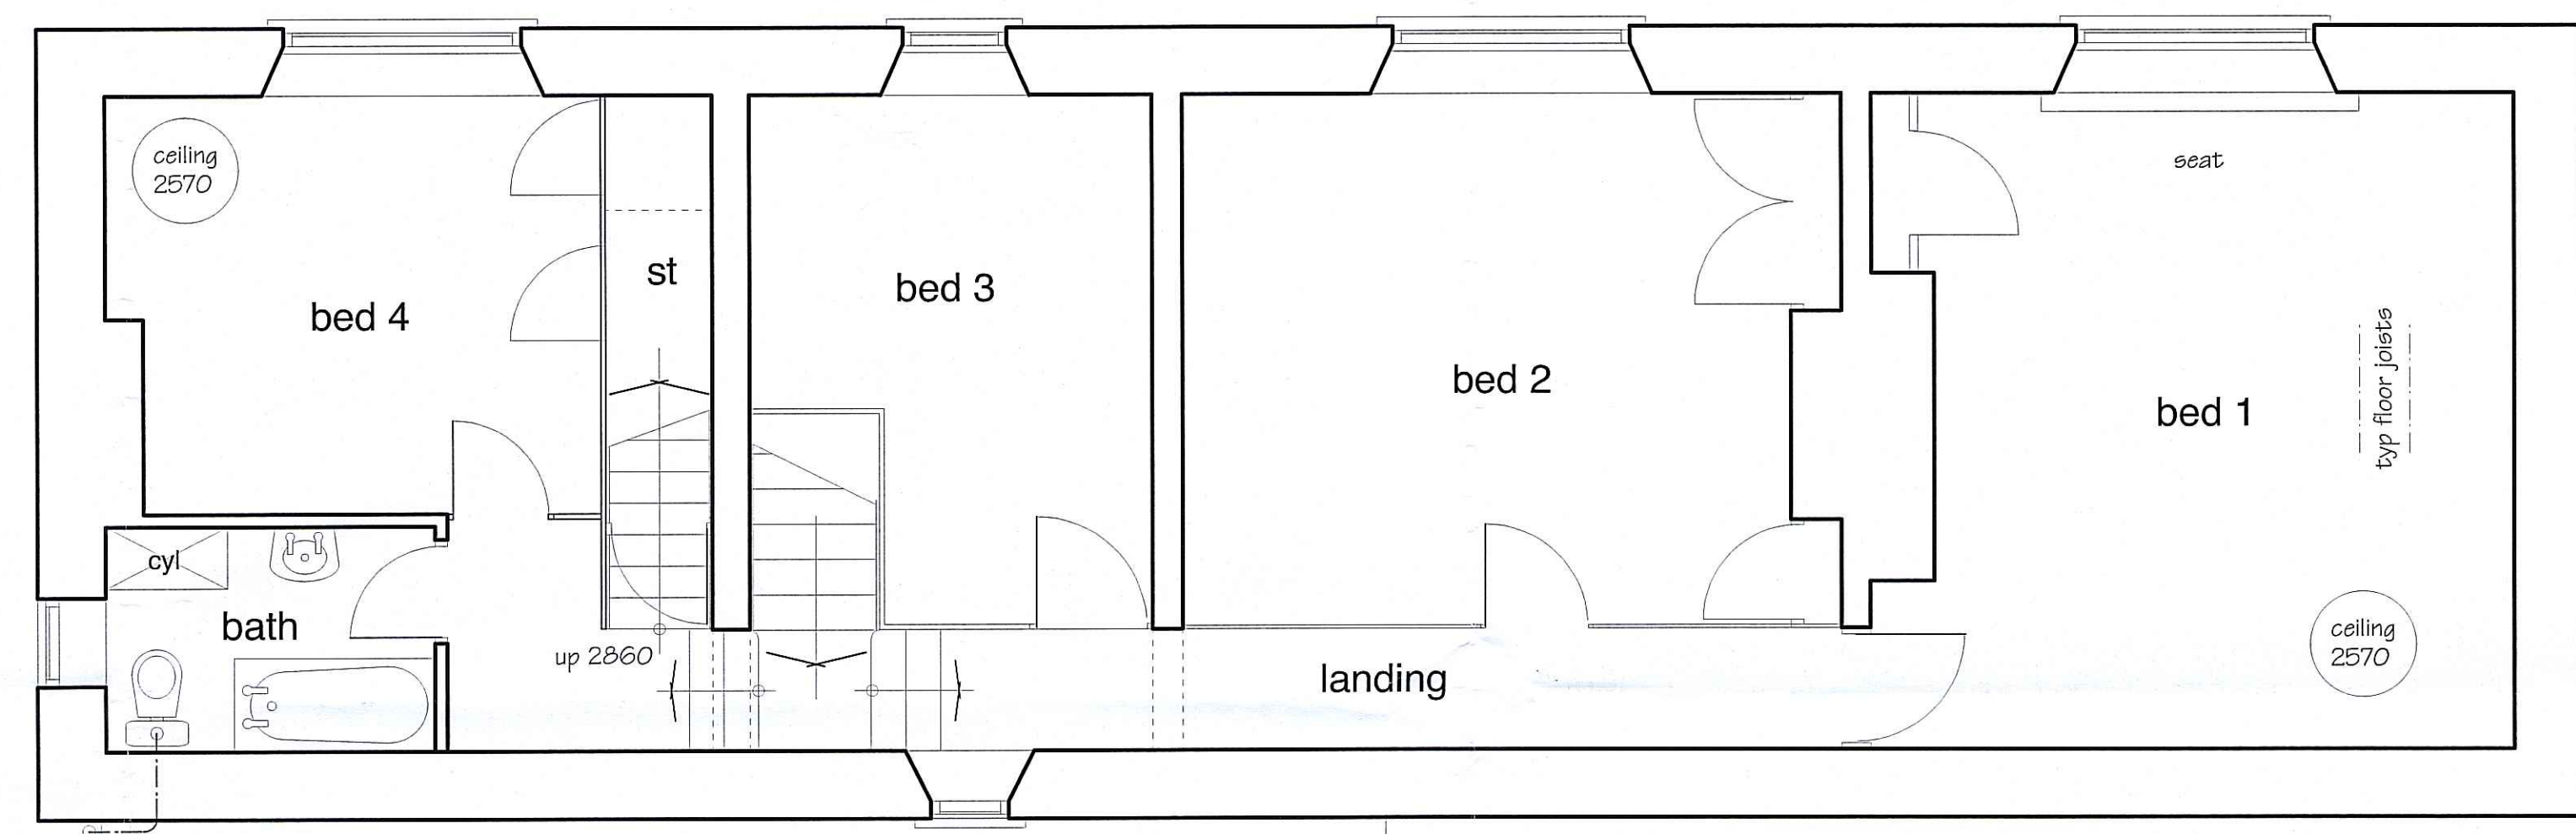 ceiling
2570
bed 4
st
bed 3
bed 2
seat
bed 1
typ floor joists
cyl
bath
up 2860
landing
ceiling
2570